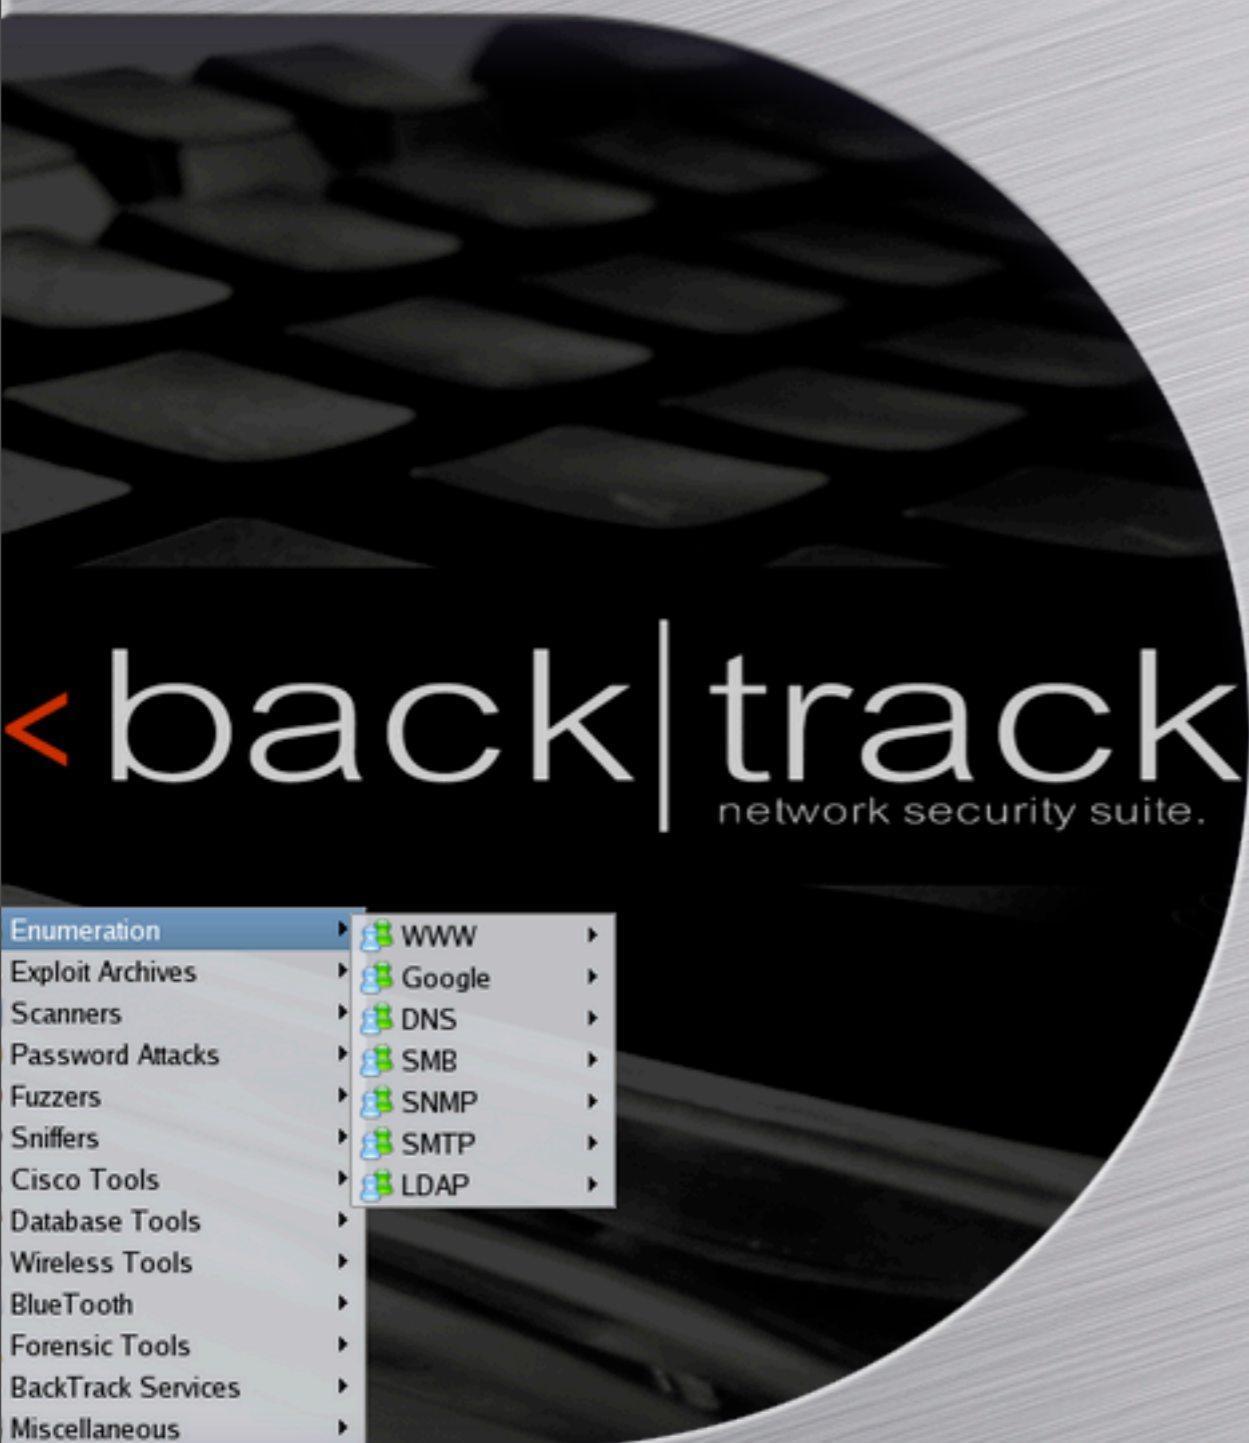 <back|track
network security suite.
Enumeration
Exploit Archives
Scanners
Password Attacks
Fuzzers
Sniffers
Cisco Tools
Database Tools
Wireless Tools
BlueTooth
Forensic Tools
BackTrack Services
Miscellaneous
WWW
Google
DNS
SMB
SNMP
SMTP
LDAP